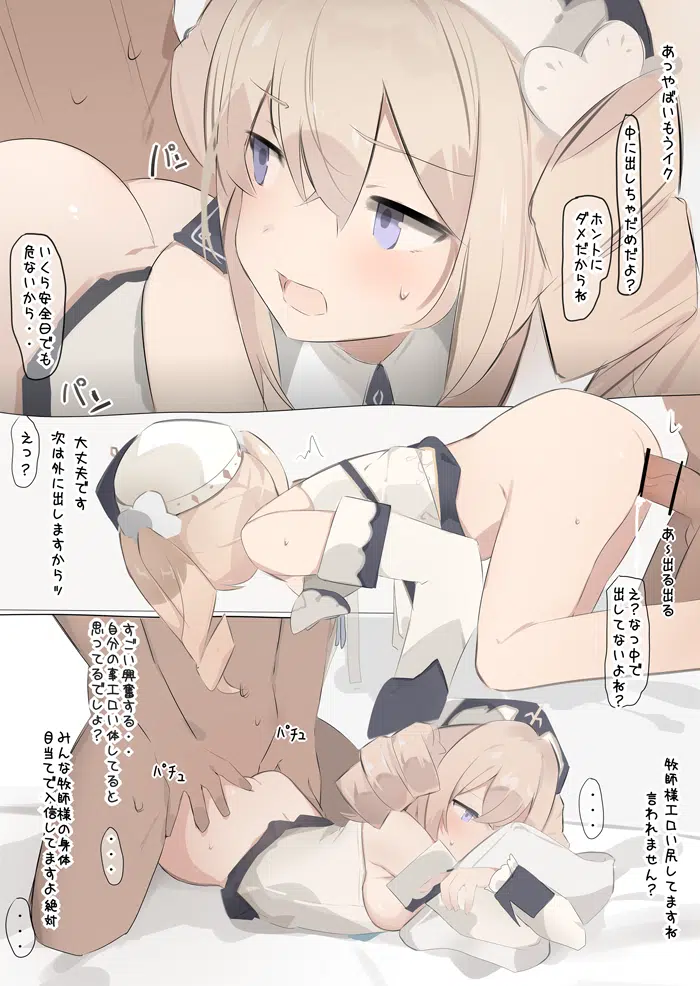 あっやばいもうイク
中に出しちゃだめだよ？
ホントに
ダメだからね
パン
いくら安全日でも
危ないから・・
パン
あ～出る出る
え？なっ中で
出してないよね？
大丈夫です
次は外に出しますからッ
えっ？
牧師様エロい尻してますね
言われません？
・・・
パチュ
パチュ
すごい興奮する・・
自分の事エロい体してると
思ってるでしょ？
みんな牧師様の身体
目当てで入信してますよ絶対
・・・
・・・